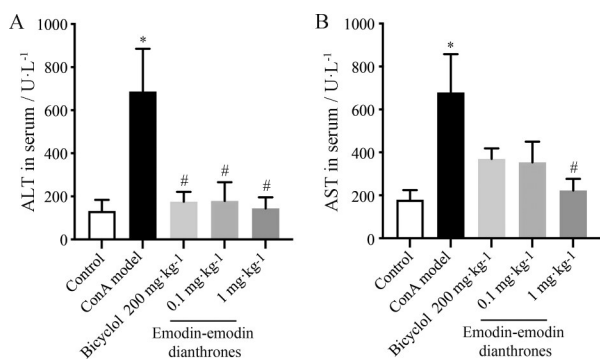 A
ALT in serum / U·L-1
1000
800
600
400
200
0
*
#
#
#
Control
ConA model
Bicyclol 200 mg·kg-1
0.1 mg·kg-1
1 mg·kg-1
Emodin-emodin
dianthrones
B
AST in serum / U·L-1
1000
800
600
400
200
0
*
#
Control
ConA model
Bicyclol 200 mg·kg-1
0.1 mg·kg-1
1 mg·kg-1
Emodin-emodin
dianthrones